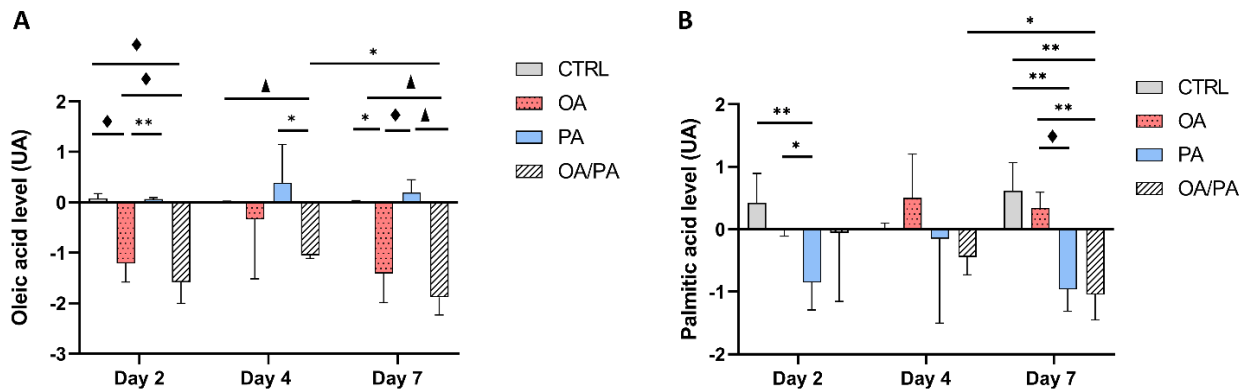 A
Oleic acid level (UA)
2
1
0
-1
-2
-3
♦
♦
♦
**
▲
*
*
▲
*
♦
▲
Day 2
Day 4
Day 7
CTRL
OA
PA
OA/PA
B
Palmitic acid level (UA)
2
1
0
-1
-2
**
*
*
**
**
**
♦
Day 2
Day 4
Day 7
CTRL
OA
PA
OA/PA